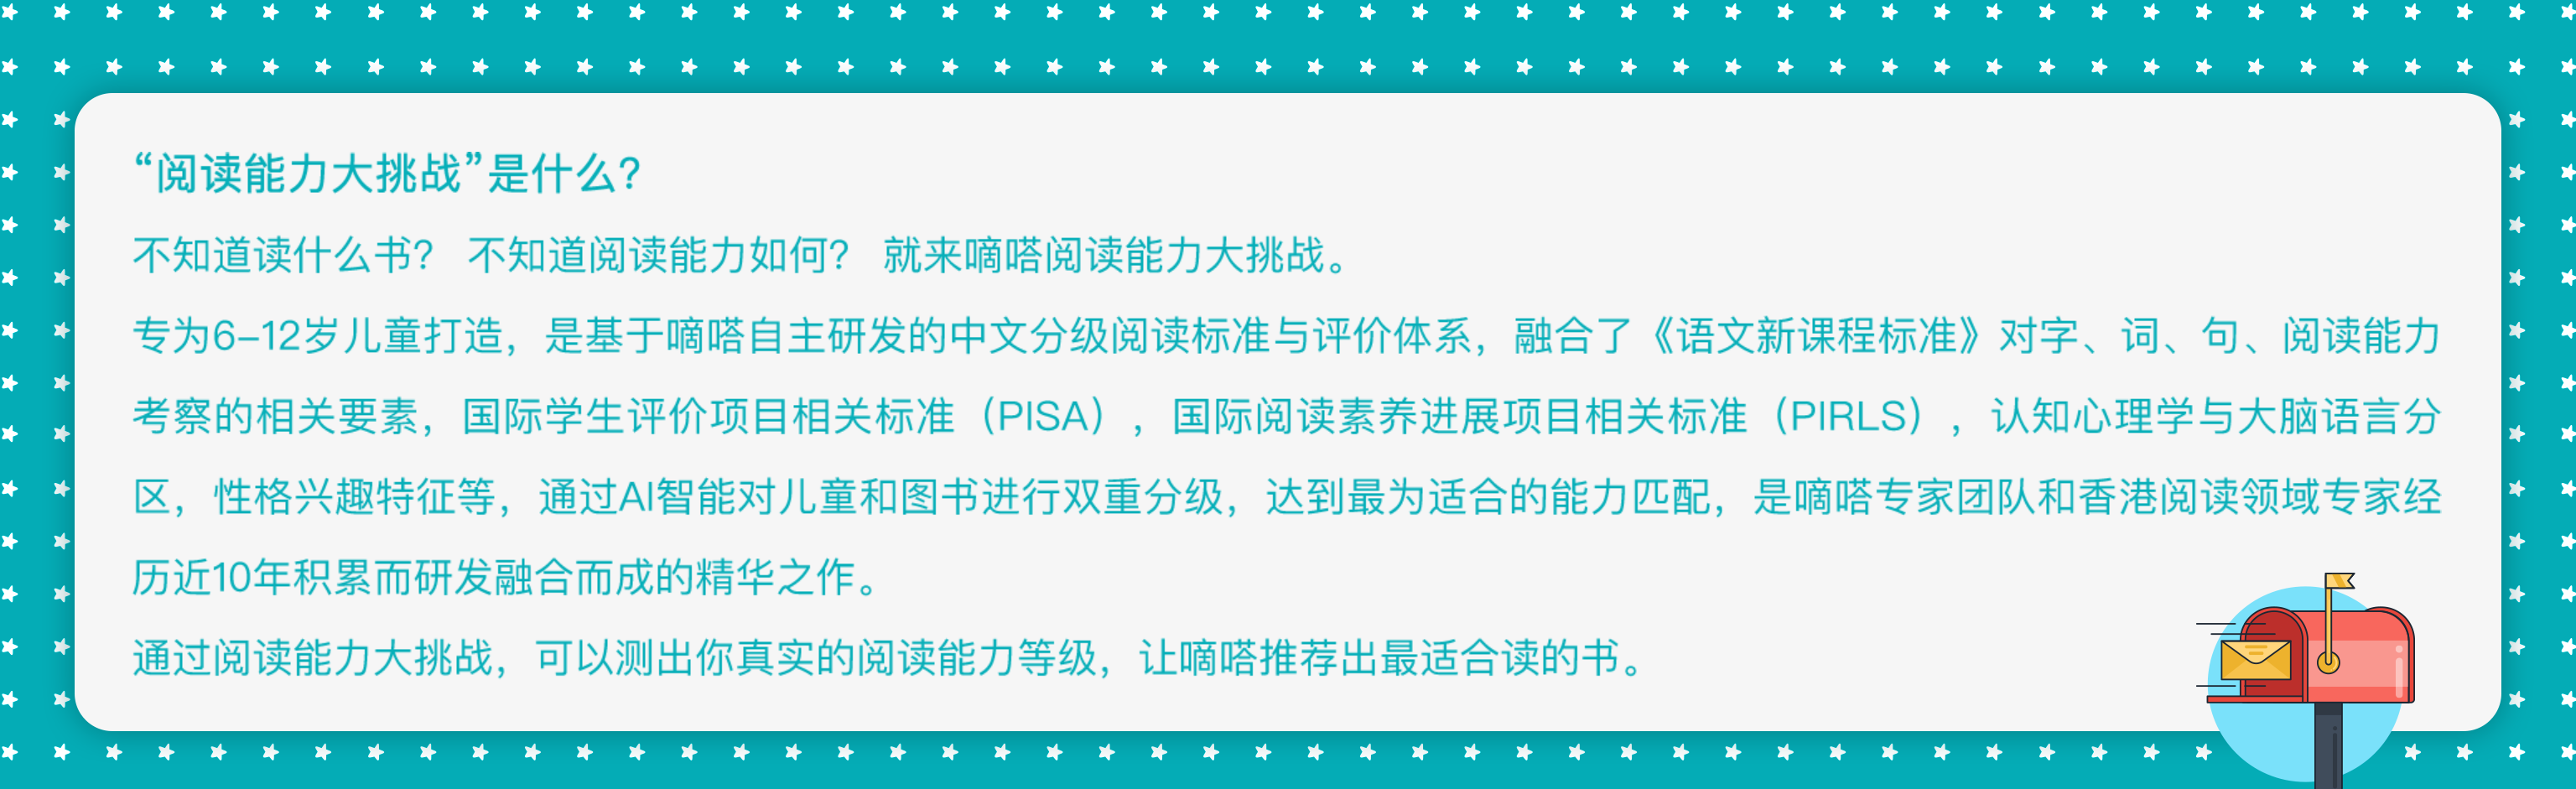 “阅读能力大挑战”是什么？
不知道读什么书？ 不知道阅读能力如何？ 就来嘀嗒阅读能力大挑战。
专为6-12岁儿童打造，是基于嘀嗒自主研发的中文分级阅读标准与评价体系，融合了《语文新课程标准》对字、词、句、阅读能力
考察的相关要素，国际学生评价项目相关标准（PISA），国际阅读素养进展项目相关标准（PIRLS），认知心理学与大脑语言分
区，性格兴趣特征等，通过AI智能对儿童和图书进行双重分级，达到最为适合的能力匹配，是嘀嗒专家团队和香港阅读领域专家经
历近10年积累而研发融合而成的精华之作。
通过阅读能力大挑战，可以测出你真实的阅读能力等级，让嘀嗒推荐出最适合读的书。